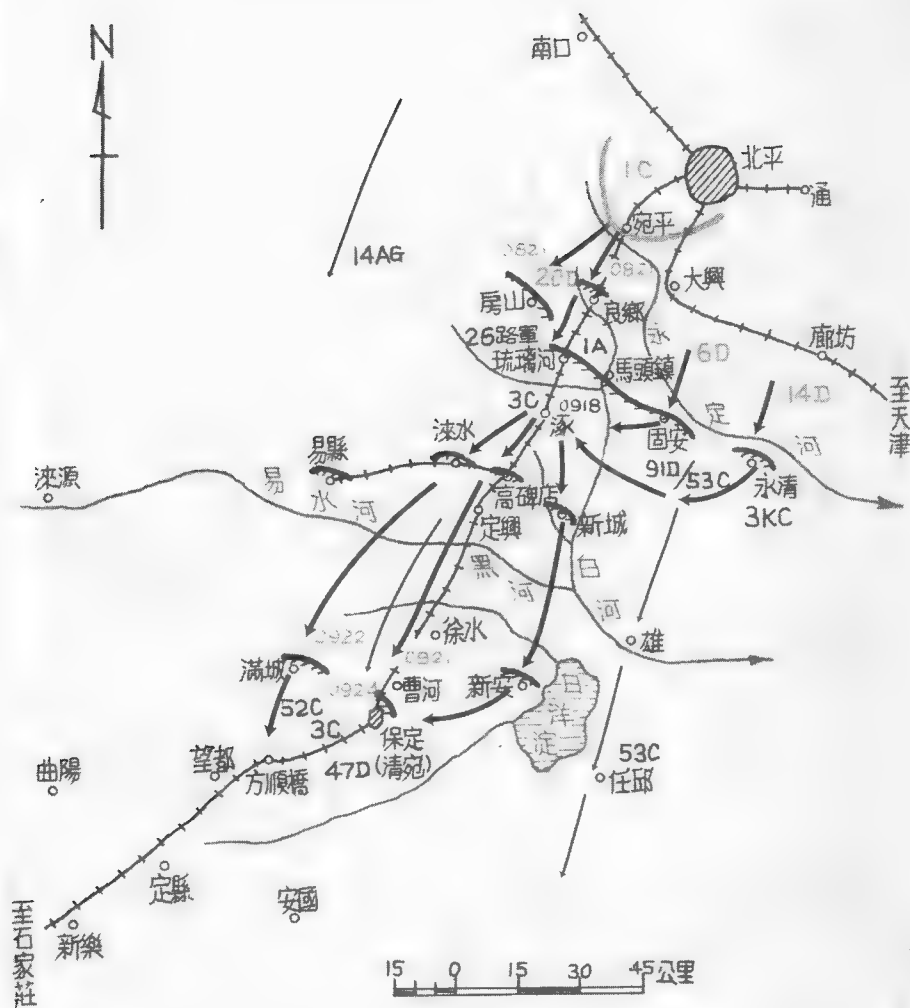 N
南口
北平
1C
通
宛平
14AG
0821
20D
大興
房山
良鄉
永
廊坊
26路軍
1A
琉璃河
馬頭鎮
6D
14D
至天津
3C
0918
涿
定
固安
河
淶水
91D/53C
永清
3KC
易縣
淶源
易
水
河
高碑店
新城
定興
黑
河
白
河
徐水
雄
0922
滿城
0924
曹河
新安
白
洋
淀
52C
3C
保定
47D(清宛)
53C
任邱
望都
方順橋
曲陽
定縣
安國
新樂
至石家莊
15 0 15 30 45 公里